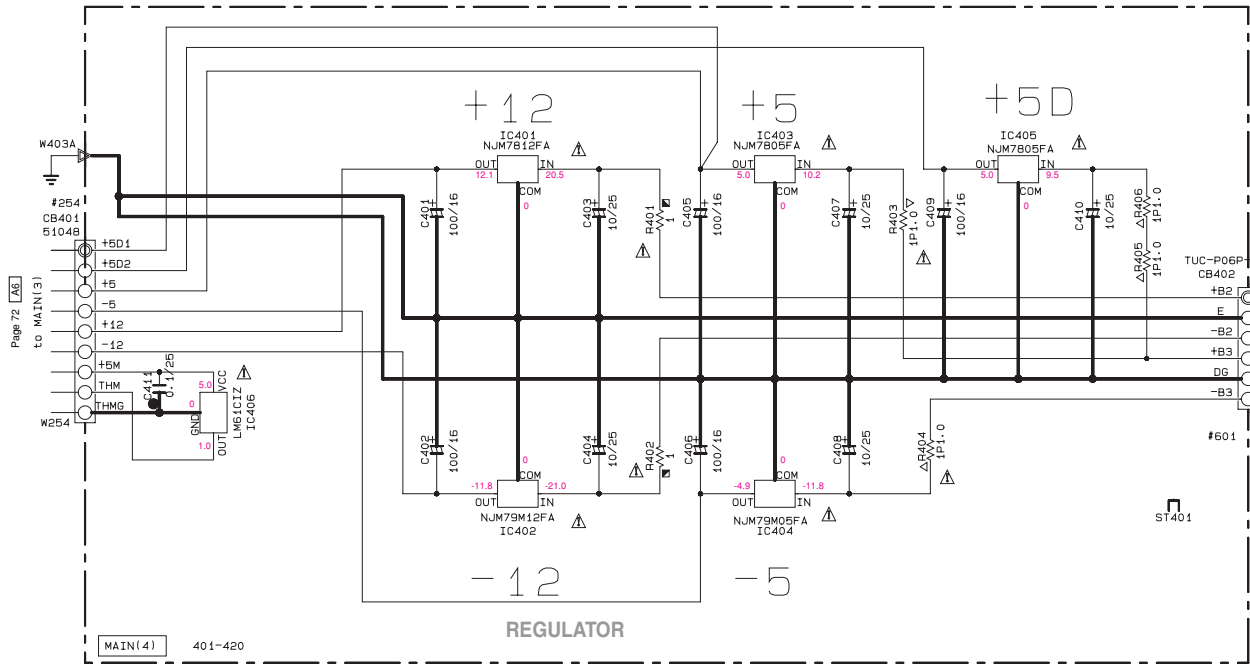 +12
+5
+5D
IC401
NJM7812FA
OUT
IN
12.1
20.5
COM
0
IC403
NJM7805FA
OUT
IN
5.0
10.2
COM
0
IC405
NJM7805FA
OUT
IN
5.0
9.5
COM
0
W403A
#254
CB401
51048
+5D1
+5D2
+5
-5
+12
-12
+5M
THM
THMG
W254
Page 72 A6
to MAIN(3)
C411
0.1/25
5.0
VCC
0
GND
1.0
OUT
LM61CIZ
IC406
C401
100/16
C403
10/25
R401
1
C405
100/16
C407
10/25
R403
1P1.0
C409
100/16
C410
10/25
R406
1P1.0
R405
1P1.0
TUC-P06P-
CB402
+B2
E
-B2
+B3
DG
-B3
#601
C402
100/16
C404
10/25
R402
1
C406
100/16
C408
10/25
R404
1P1.0
0
COM
-11.8
-21.0
OUT
IN
NJM79M12FA
IC402
0
COM
-4.9
-11.8
OUT
IN
NJM79M05FA
IC404
ST401
-12
-5
REGULATOR
MAIN(4)
401-420